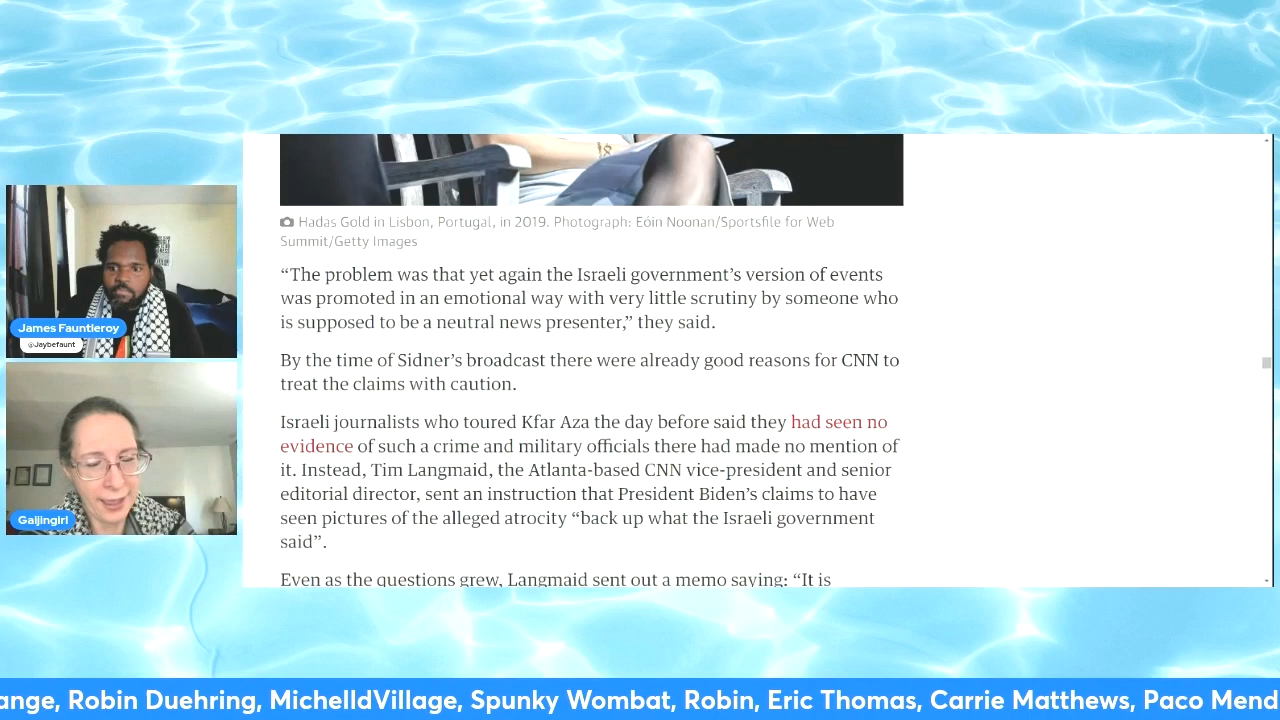 James Fauntleroy
@Jaybefaunt
Gaijingirl
Hadas Gold in Lisbon, Portugal, in 2019. Photograph: Eóin Noonan/Sportsfile for Web
Summit/Getty Images
“The problem was that yet again the Israeli government’s version of events
was promoted in an emotional way with very little scrutiny by someone who
is supposed to be a neutral news presenter,” they said.
By the time of Sidner’s broadcast there were already good reasons for CNN to
treat the claims with caution.
Israeli journalists who toured Kfar Aza the day before said they had seen no
evidence of such a crime and military officials there had made no mention of
it. Instead, Tim Langmaid, the Atlanta-based CNN vice-president and senior
editorial director, sent an instruction that President Biden’s claims to have
seen pictures of the alleged atrocity “back up what the Israeli government
said”.
Even as the questions grew, Langmaid sent out a memo saying: “It is
ange, Robin Duehring, MichelldVillage, Spunky Wombat, Robin, Eric Thomas, Carrie Matthews, Paco Mend